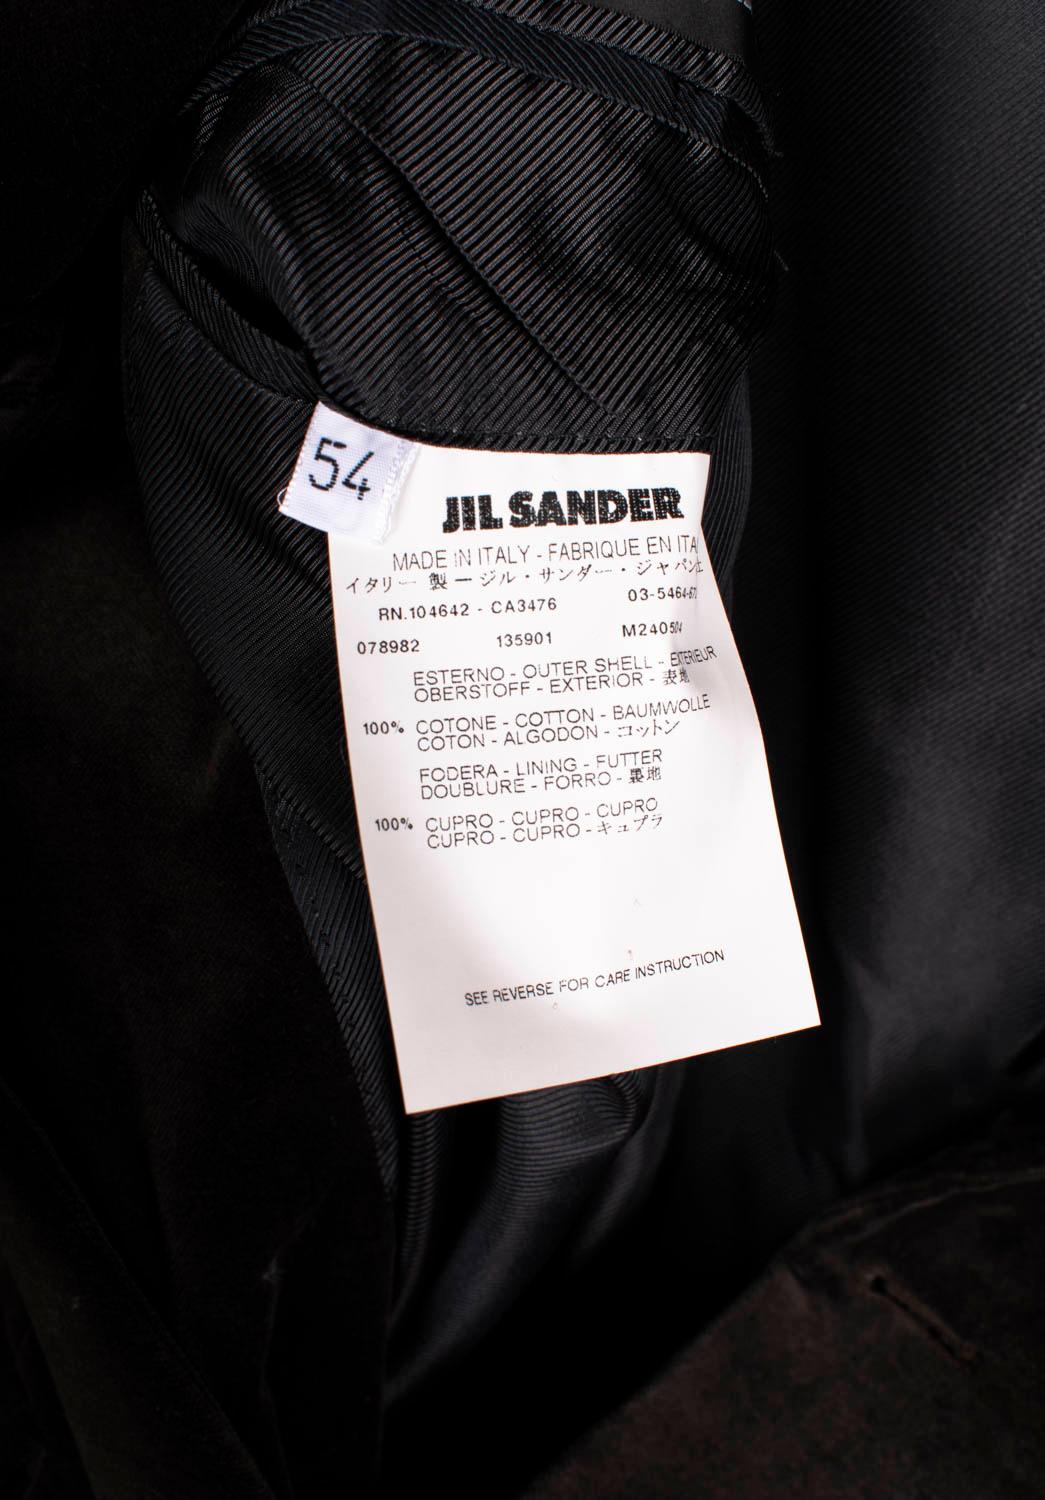 54
JIL SANDER
MADE IN ITALY - FABRIQUE EN
イタリー 製 ー ジル・サンダー・ジャパン
RN.104642 - CA3476
078982 135901
ESTERNO - OUTER SHELL - EXTERIEUR
OBERSTOFF - EXTERIOR - 表地
100% COTONE - COTTON - BAUMWOLLE
COTON - ALGODON - コットン
FODERA - LINING - FUTTER
DOUBLURE - FORRO - 裏地
100% CUPRO - CUPRO - CUPRO
CUPRO - CUPRO - キュプラ
SEE REVERSE FOR CARE INSTRUCTION